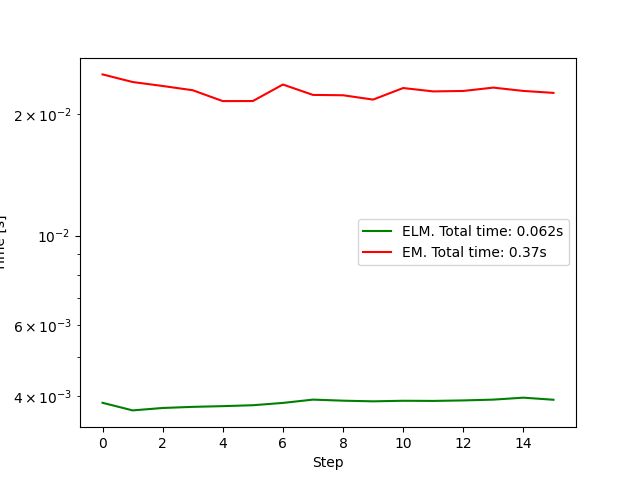 2 × 10⁻²
10⁻²
6 × 10⁻³
4 × 10⁻³
Time [s]
ELM. Total time: 0.062s
EM. Total time: 0.37s
0 2 4 6 8 10 12 14
Step